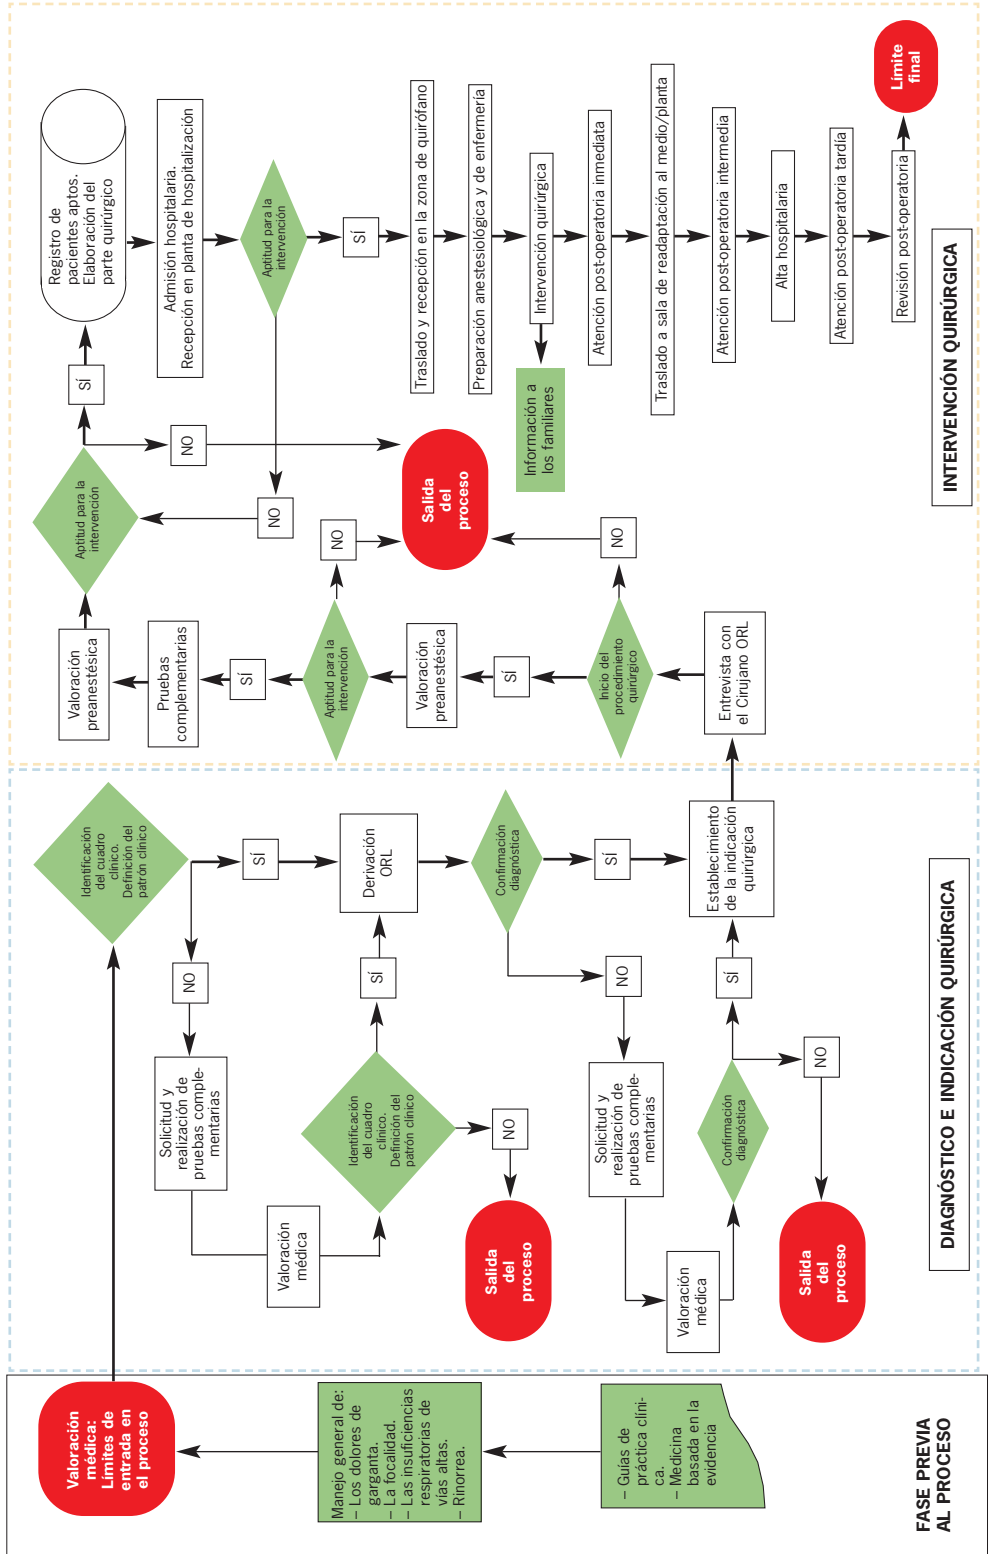 Valoración
médica:
Límites de
entrada en
el proceso
Manejo general de:
– Los dolores de
garganta.
– La focalidad.
– Las insuficiencias
respiratorias de
vías altas.
– Rinorrea.
– Guías de
práctica clíni-
ca.
– Medicina
basada en la
evidencia
FASE PREVIA
AL PROCESO
Identificación
del cuadro
clínico.
Definición del
patrón clínico
NO
SÍ
Solicitud y
realización de
pruebas comple-
mentarias
Valoración
médica
Identificación
del cuadro
clínico.
Definición del
patrón clínico
SÍ
NO
Salida
del
proceso
Derivación
ORL
Confirmación
diagnóstica
SÍ
NO
Solicitud y
realización de
pruebas comple-
mentarias
Valoración
médica
Confirmación
diagnóstica
SÍ
NO
Salida
del
proceso
Establecimiento
de la indicación
quirúrgica
DIAGNÓSTICO E INDICACIÓN QUIRÚRGICA
Entrevista con
el Cirujano ORL
Inicio del
procedimiento
quirúrgico
NO
SÍ
Valoración
preanestésica
Aptitud para la
intervención
NO
SÍ
Salida
del
proceso
Pruebas
complementarias
Valoración
preanestésica
Aptitud para la
intervención
SÍ
NO
Registro de
pacientes aptos.
Elaboración del
parte quirúrgico
Admisión hospitalaria.
Recepción en planta de hospitalización
Aptitud para la
intervención
NO
SÍ
Traslado y recepción en la zona de quirófano
Preparación anestesiológica y de enfermería
Intervención quirúrgica
Información a
los familiares
Atención post-operatoria inmediata
Traslado a sala de readaptación al medio/planta
Atención post-operatoria intermedia
Alta hospitalaria
Atención post-operatoria tardía
Revisión post-operatoria
Límite
final
INTERVENCIÓN QUIRÚRGICA